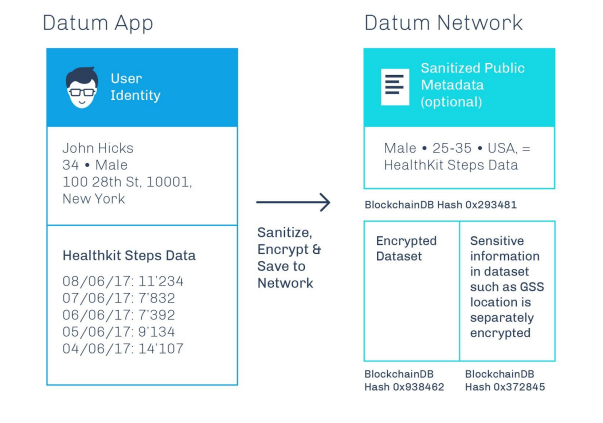 Datum App
Datum Network
User
Identity
John Hicks
34 • Male
100 28th St, 10001,
New York
Healthkit Steps Data
08/06/17: 11'234
07/06/17: 7'832
06/06/17: 7'392
05/06/17: 9'134
04/06/17: 14'107
Sanitize,
Encrypt &
Save to
Network
Sanitized Public
Metadata
(optional)
Male • 25-35 • USA, =
HealthKit Steps Data
BlockchainDB Hash 0x293481
Encrypted
Dataset
Sensitive
information
in dataset
such as GSS
location is
separately
encrypted
BlockchainDB
Hash 0x938462
BlockchainDB
Hash 0x372845